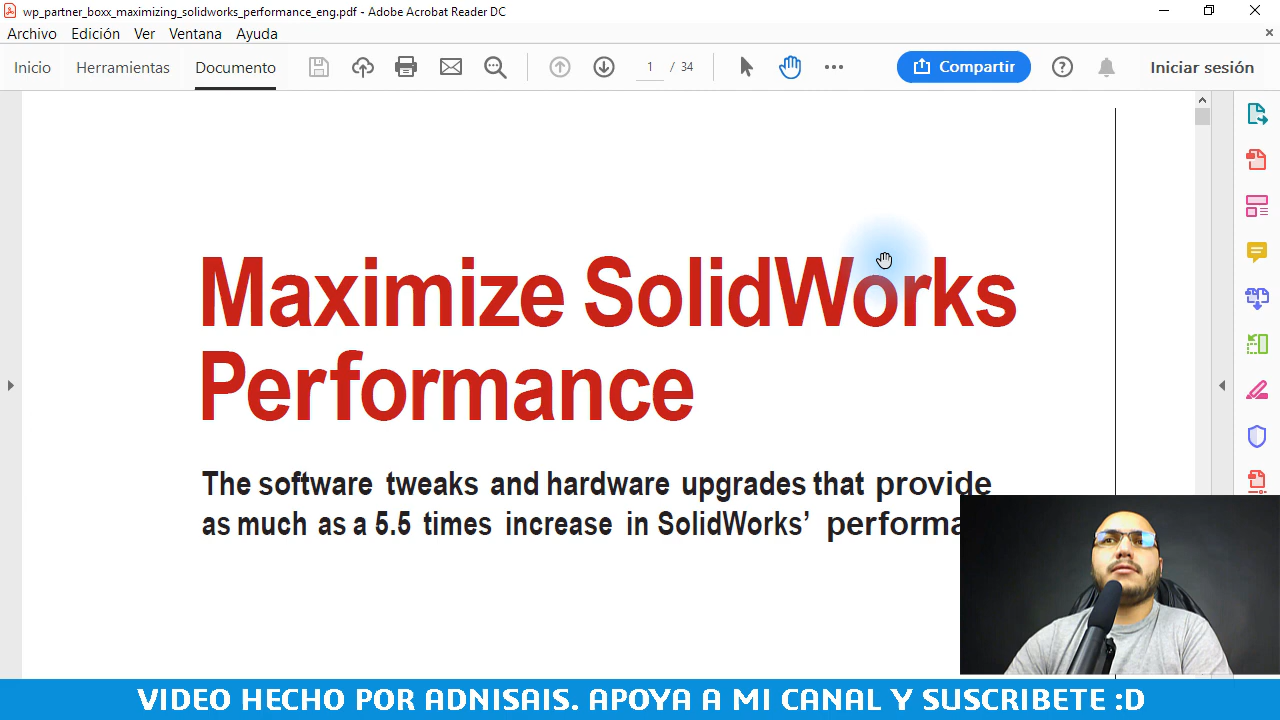 wp_partner_boxx_maximizing_solidworks_performance_eng.pdf - Adobe Acrobat Reader DC
Archivo Edición Ver Ventana Ayuda
Inicio Herramientas Documento 1 / 34 Compartir Iniciar sesión
Maximize SolidWorks
Performance
The software tweaks and hardware upgrades that provide
as much as a 5.5 times increase in SolidWorks' performa
VIDEO HECHO POR ADNISAIS. APOYA A MI CANAL Y SUSCRIBETE :D